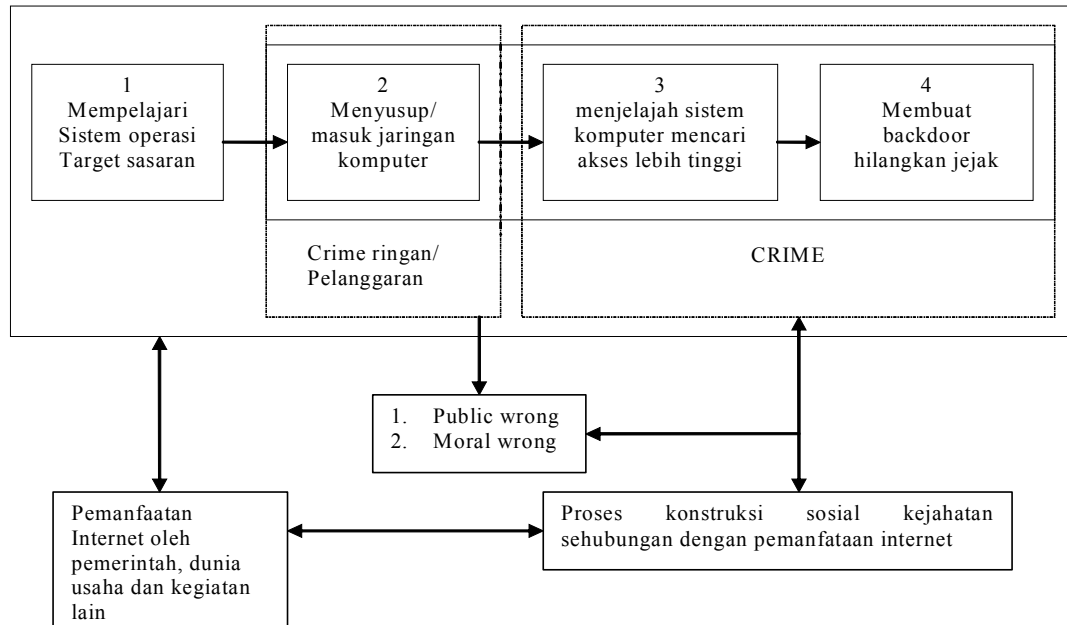 1
Mempelajari
Sistem operasi
Target sasaran
2
Menyusup/
masuk jaringan
komputer
3
menjelajah sistem
komputer mencari
akses lebih tinggi
4
Membuat
backdoor
hilangkan jejak
Crime ringan/
Pelanggaran
CRIME
1. Public wrong
2. Moral wrong
Pemanfaatan
Internet oleh
pemerintah, dunia
usaha dan kegiatan
lain
Proses konstruksi sosial kejahatan
sehubungan dengan pemanfataan internet